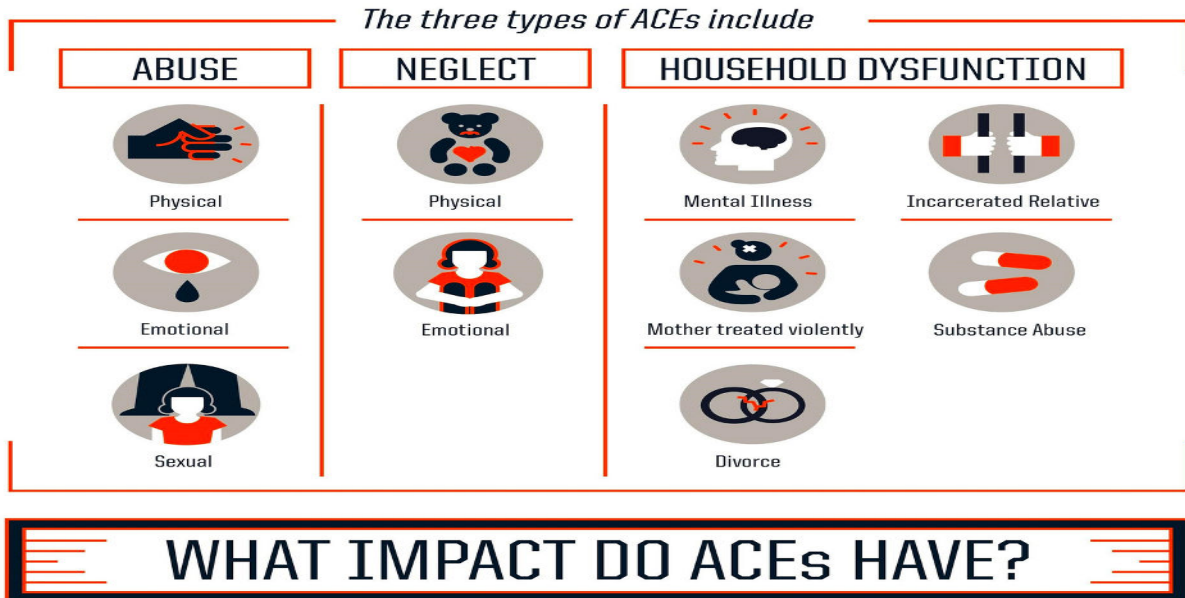 The three types of ACEs include
ABUSE
Physical
Emotional
Sexual
NEGLECT
Physical
Emotional
HOUSEHOLD DYSFUNCTION
Mental Illness
Incarcerated Relative
Mother treated violently
Substance Abuse
Divorce
WHAT IMPACT DO ACEs HAVE?